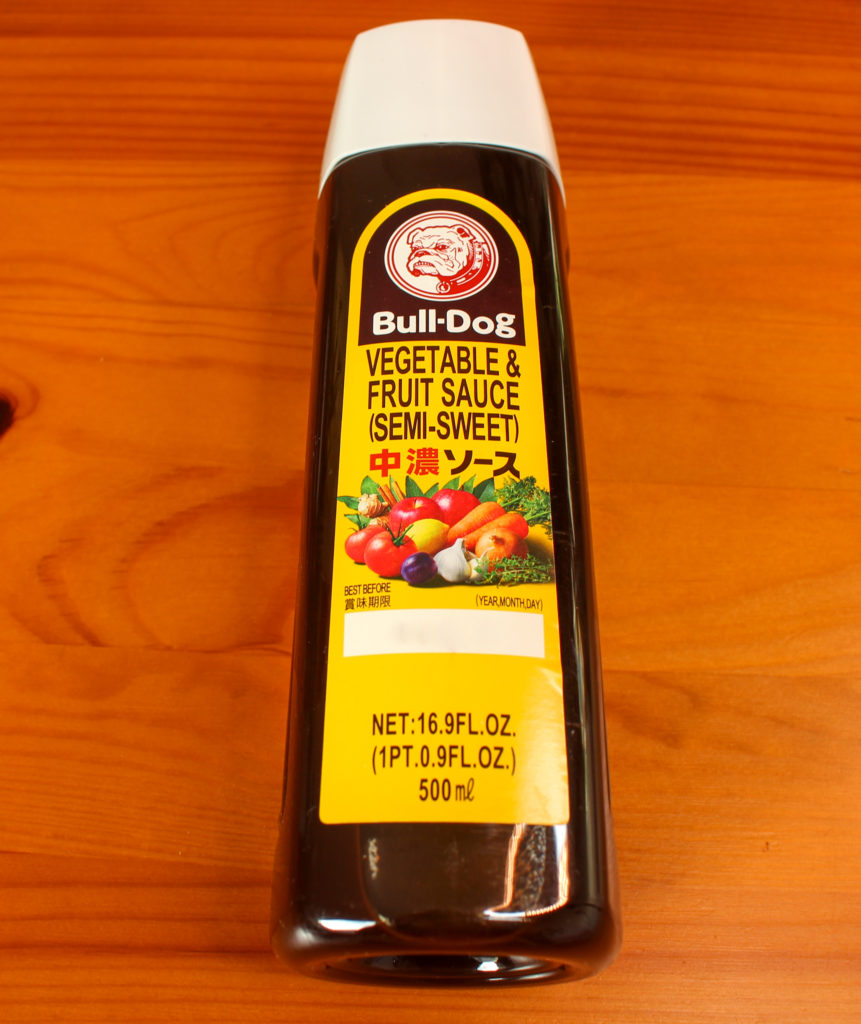 Bull-Dog
VEGETABLE &
FRUIT SAUCE
(SEMI-SWEET)
中濃ソース
BEST BEFORE
賞味期限
(YEAR,MONTH,DAY)
NET:16.9FL.OZ.
(1PT.0.9FL.OZ.)
500ml